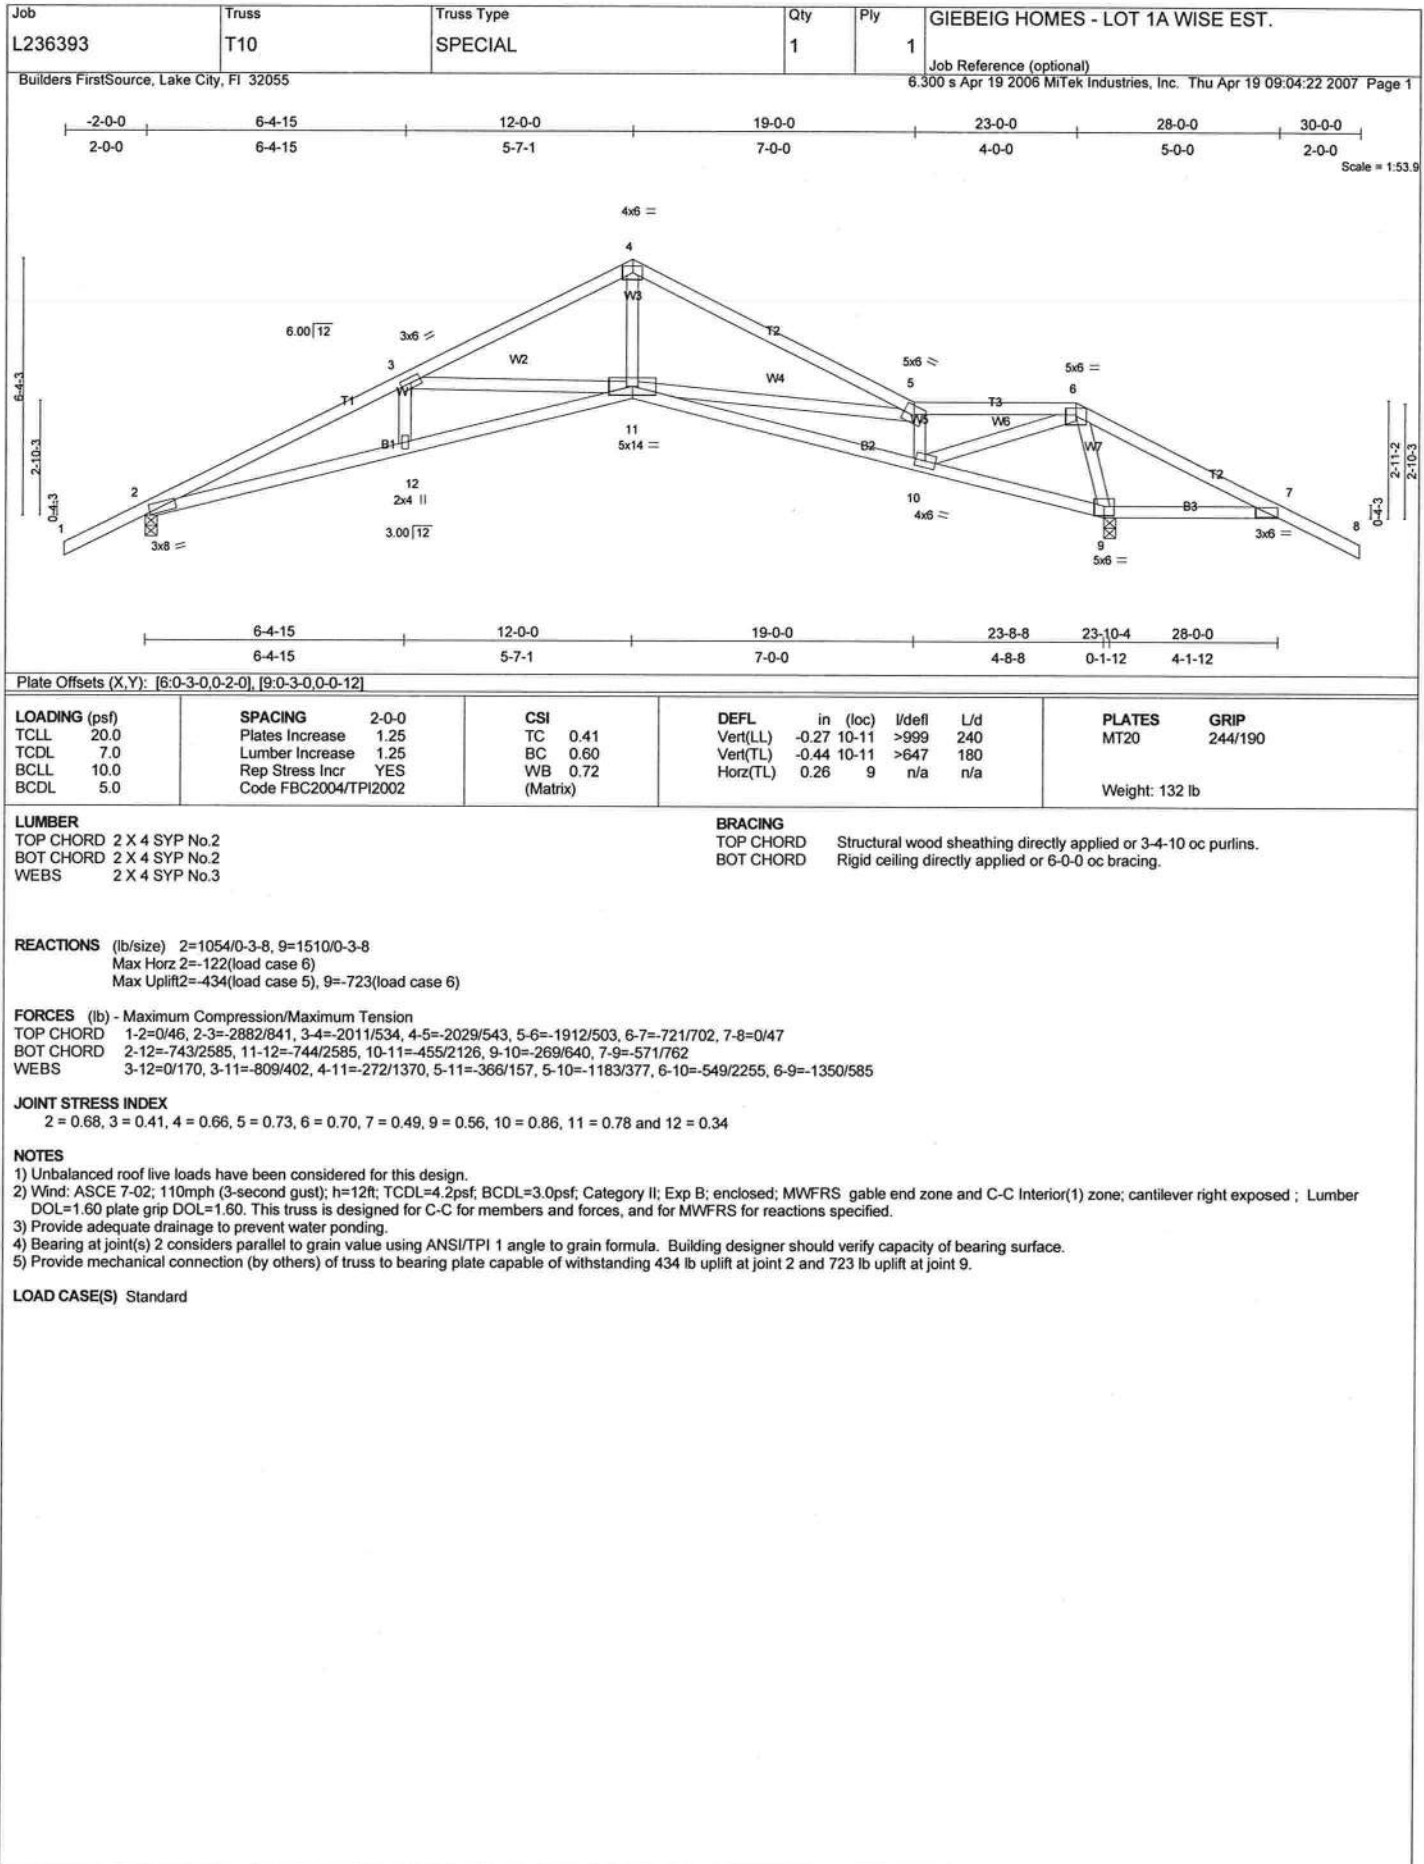 Job Truss Truss Type Qty Ply GIEBEIG HOMES - LOT 1A WISE EST.
L236393 T10 SPECIAL 1 1
Job Reference (optional)
Builders FirstSource, Lake City, Fl 32055 6.300 s Apr 19 2006 MiTek Industries, Inc. Thu Apr 19 09:04:22 2007 Page 1
-2-0-0 6-4-15 12-0-0 19-0-0 23-0-0 28-0-0 30-0-0
2-0-0 6-4-15 5-7-1 7-0-0 4-0-0 5-0-0 2-0-0
Scale = 1:53.9
4x6 =
4
W3
6.00 12
3x6
3
W2
T2
W4
5x6
5
5x6 =
6
6-4-3
T1
W1
T3
W5
W6
2-10-3
B1
11
5x14 =
B2
W7
T2
2-11-2
2-10-3
2
0-4-3
1
3x8 =
12
2x4 II
3.00 12
10
4x6
B3
7
3x6 =
8
0-4-3
9
5x6 =
6-4-15 12-0-0 19-0-0 23-8-8 23-10-4 28-0-0
6-4-15 5-7-1 7-0-0 4-8-8 0-1-12 4-1-12
Plate Offsets (X,Y): [6:0-3-0,0-2-0], [9:0-3-0,0-0-12]
LOADING (psf) SPACING 2-0-0 CSI DEFL in (loc) l/defl L/d PLATES GRIP
TCLL 20.0 Plates Increase 1.25 TC 0.41 Vert(LL) -0.27 10-11 >999 240 MT20 244/190
TCDL 7.0 Lumber Increase 1.25 BC 0.60 Vert(TL) -0.44 10-11 >647 180
BCLL 10.0 Rep Stress Incr YES WB 0.72 Horz(TL) 0.26 9 n/a n/a
BCDL 5.0 Code FBC2004/TPI2002 (Matrix) Weight: 132 lb
LUMBER
TOP CHORD 2 X 4 SYP No.2
BOT CHORD 2 X 4 SYP No.2
WEBS 2 X 4 SYP No.3
BRACING
TOP CHORD Structural wood sheathing directly applied or 3-4-10 oc purlins.
BOT CHORD Rigid ceiling directly applied or 6-0-0 oc bracing.
REACTIONS (lb/size) 2=1054/0-3-8, 9=1510/0-3-8
Max Horz 2=-122(load case 6)
Max Uplift2=-434(load case 5), 9=-723(load case 6)
FORCES (lb) - Maximum Compression/Maximum Tension
TOP CHORD 1-2=0/46, 2-3=-2882/841, 3-4=-2011/534, 4-5=-2029/543, 5-6=-1912/503, 6-7=-721/702, 7-8=0/47
BOT CHORD 2-12=-743/2585, 11-12=-744/2585, 10-11=-455/2126, 9-10=-269/640, 7-9=-571/762
WEBS 3-12=0/170, 3-11=-809/402, 4-11=-272/1370, 5-11=-366/157, 5-10=-1183/377, 6-10=-549/2255, 6-9=-1350/585
JOINT STRESS INDEX
2 = 0.68, 3 = 0.41, 4 = 0.66, 5 = 0.73, 6 = 0.70, 7 = 0.49, 9 = 0.56, 10 = 0.86, 11 = 0.78 and 12 = 0.34
NOTES
1) Unbalanced roof live loads have been considered for this design.
2) Wind: ASCE 7-02; 110mph (3-second gust); h=12ft; TCDL=4.2psf; BCDL=3.0psf; Category II; Exp B; enclosed; MWFRS gable end zone and C-C Interior(1) zone; cantilever right exposed ; Lumber
DOL=1.60 plate grip DOL=1.60. This truss is designed for C-C for members and forces, and for MWFRS for reactions specified.
3) Provide adequate drainage to prevent water ponding.
4) Bearing at joint(s) 2 considers parallel to grain value using ANSI/TPI 1 angle to grain formula. Building designer should verify capacity of bearing surface.
5) Provide mechanical connection (by others) of truss to bearing plate capable of withstanding 434 lb uplift at joint 2 and 723 lb uplift at joint 9.
LOAD CASE(S) Standard